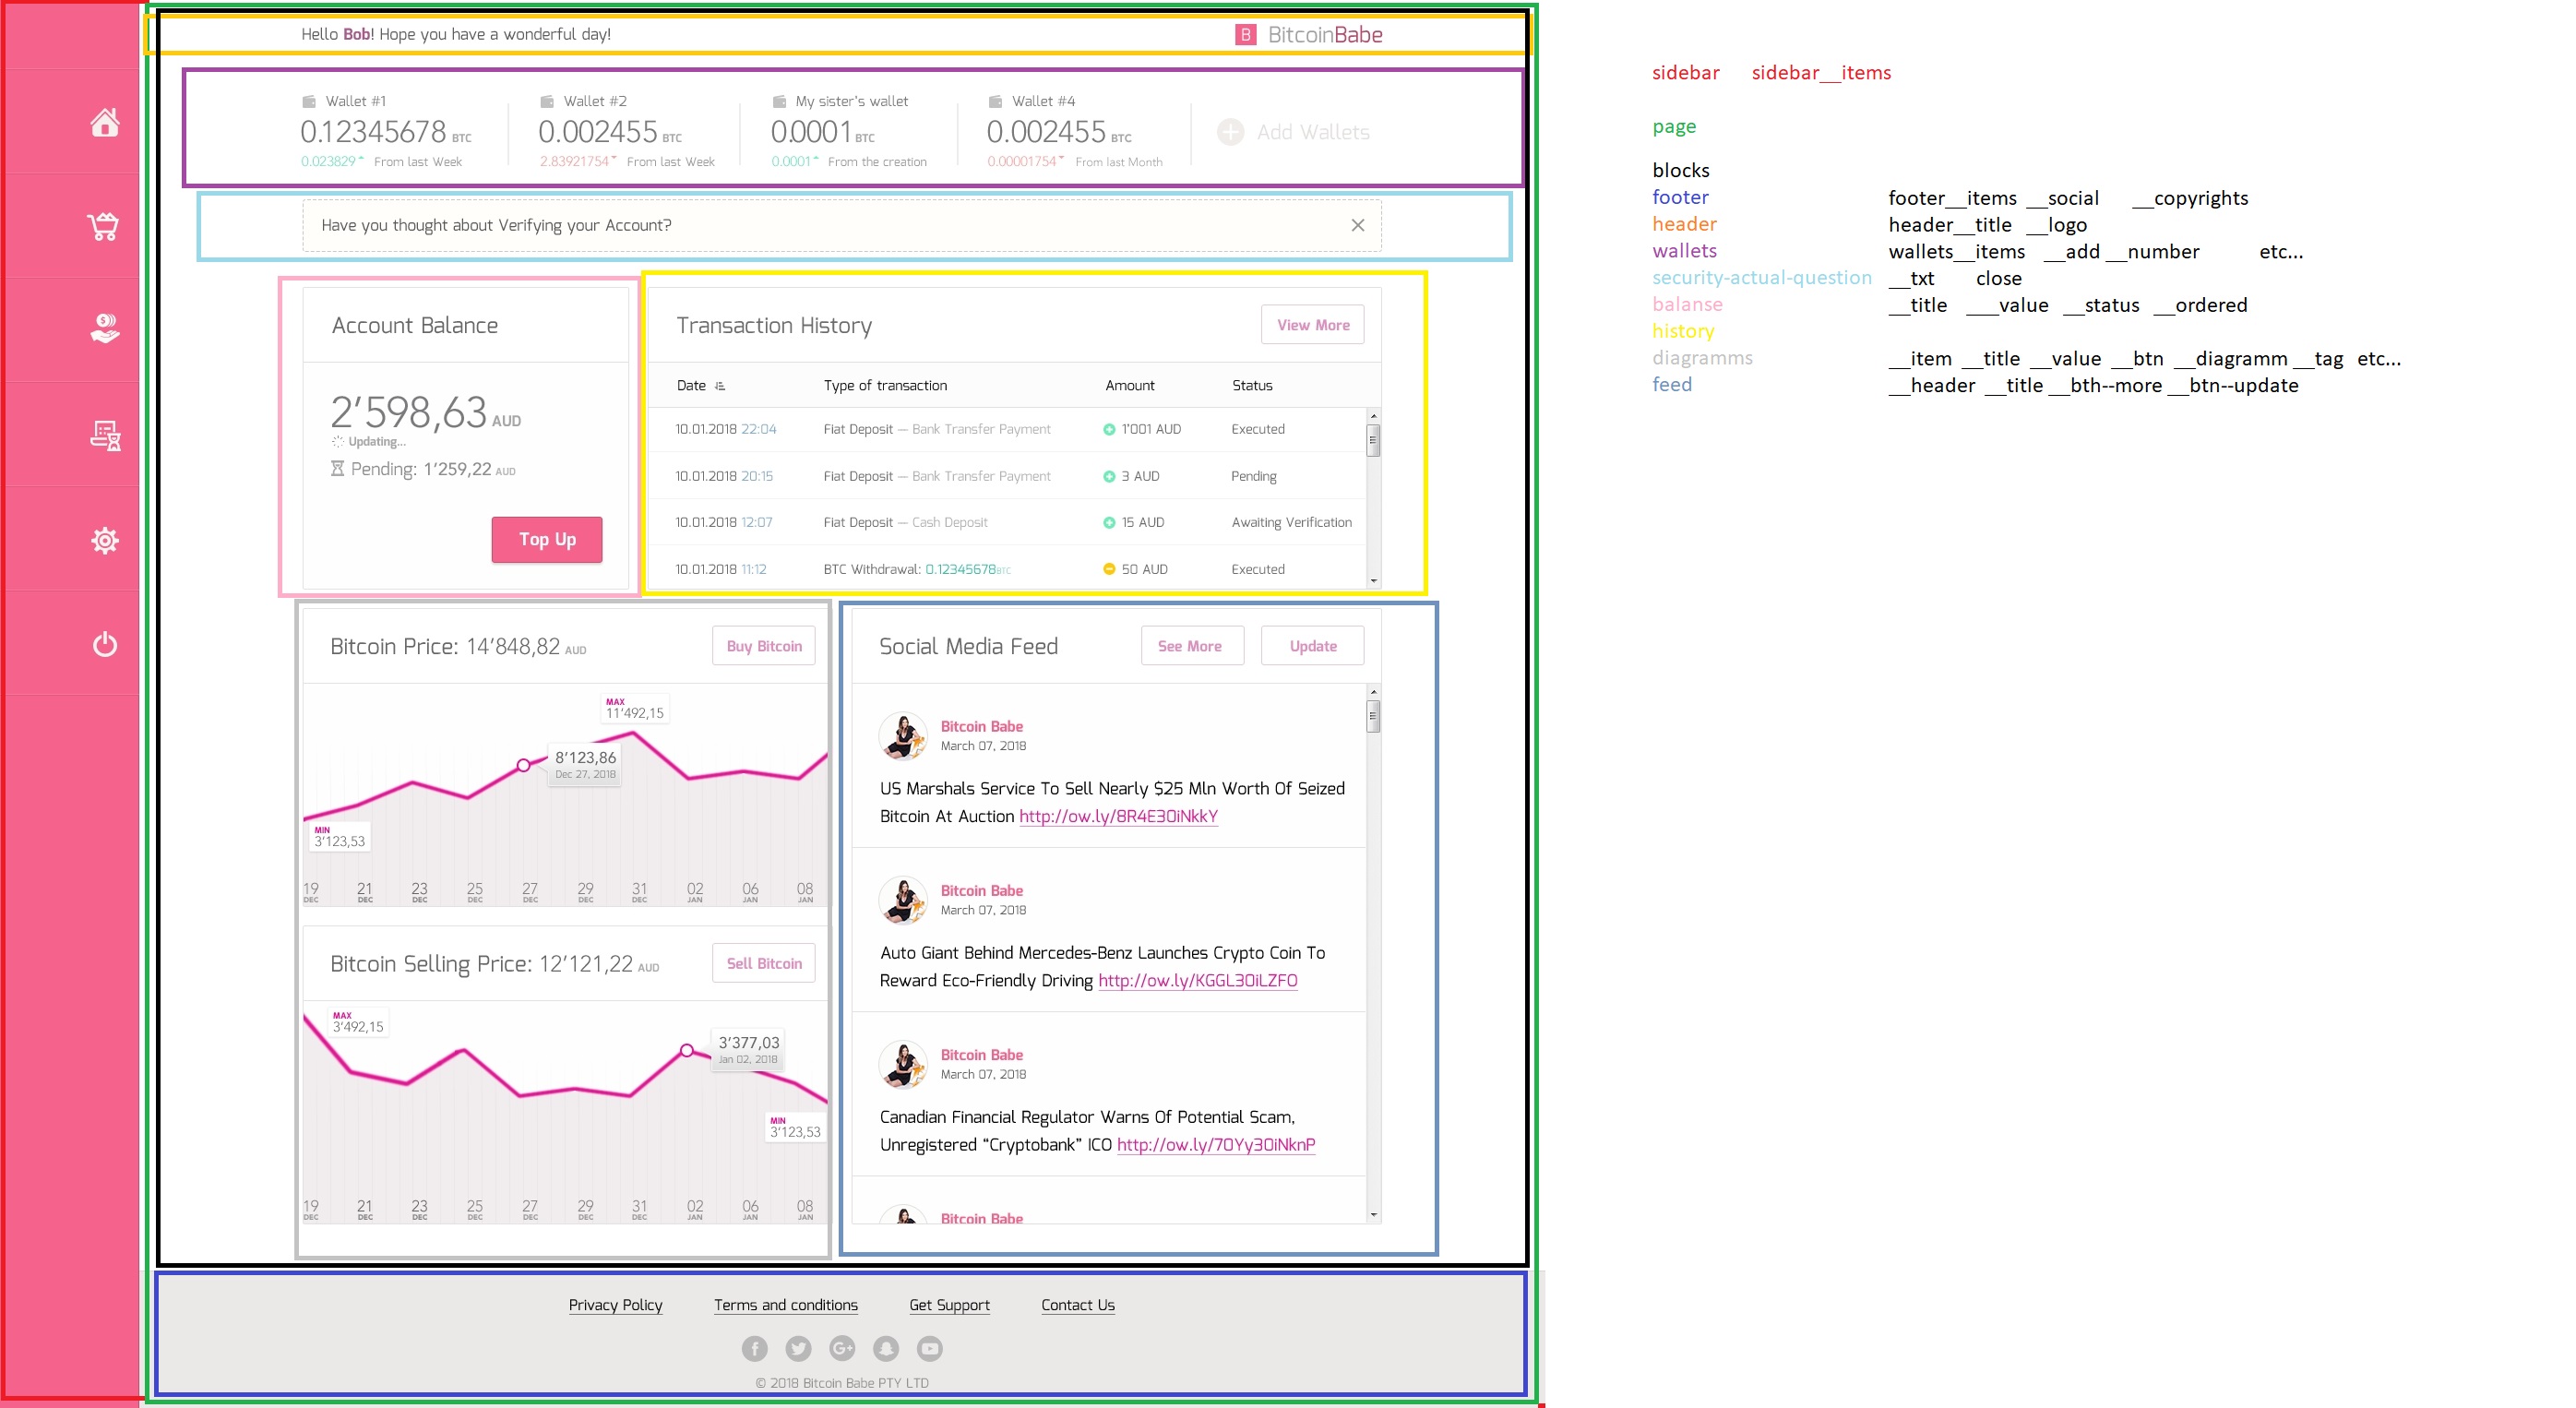 Hello Bob! Hope you have a wonderful day!
B BitcoinBabe
Wallet #1
0.12345678 BTC
0.023829 From last Week
Wallet #2
0.002455 BTC
2.83921754 From last Week
My sister's wallet
0.0001 BTC
0.0001 From the creation
Wallet #4
0.002455 BTC
0.00001754 From last Month
Add Wallets
Have you thought about Verifying your Account?
Account Balance
2'598,63 AUD
Updating...
Pending: 1'259,22 AUD
Top Up
Transaction History
View More
Date Type of transaction Amount Status
10.01.2018 22:04 Fiat Deposit — Bank Transfer Payment 1'001 AUD Executed
10.01.2018 20:15 Fiat Deposit — Bank Transfer Payment 3 AUD Pending
10.01.2018 12:07 Fiat Deposit — Cash Deposit 15 AUD Awaiting Verification
10.01.2018 11:12 BTC Withdrawal: 0.12345678 BTC 50 AUD Executed
Bitcoin Price: 14'848,82 AUD
Buy Bitcoin
MAX
11'492,15
8'123,86
Dec 27, 2018
MIN
3'123,53
19 21 23 25 27 29 31 02 06 08
DEC DEC DEC DEC DEC DEC DEC JAN JAN JAN
Bitcoin Selling Price: 12'121,22 AUD
Sell Bitcoin
MAX
3'492,15
3'377,03
Jan 02, 2018
MIN
3'123,53
19 21 23 25 27 29 31 02 06 08
DEC DEC DEC DEC DEC DEC DEC JAN JAN JAN
Social Media Feed
See More
Update
Bitcoin Babe
March 07, 2018
US Marshals Service To Sell Nearly $25 Mln Worth Of Seized
Bitcoin At Auction http://ow.ly/8R4E30iNkkY
Bitcoin Babe
March 07, 2018
Auto Giant Behind Mercedes-Benz Launches Crypto Coin To
Reward Eco-Friendly Driving http://ow.ly/KGGL30iLZFO
Bitcoin Babe
March 07, 2018
Canadian Financial Regulator Warns Of Potential Scam,
Unregistered “Cryptobank” ICO http://ow.ly/70Yy30iNknP
Bitcoin Babe
Privacy Policy Terms and conditions Get Support Contact Us
© 2018 Bitcoin Babe PTY LTD
sidebar sidebar__items
page
blocks
footer footer__items __social __copyrights
header header__title __logo
wallets wallets__items __add __number etc...
security-actual-question __txt close
balanse __title ___value __status __ordered
history
diagramms __item __title __value __btn __diagramm __tag etc...
feed __header __title __bth--more __btn--update